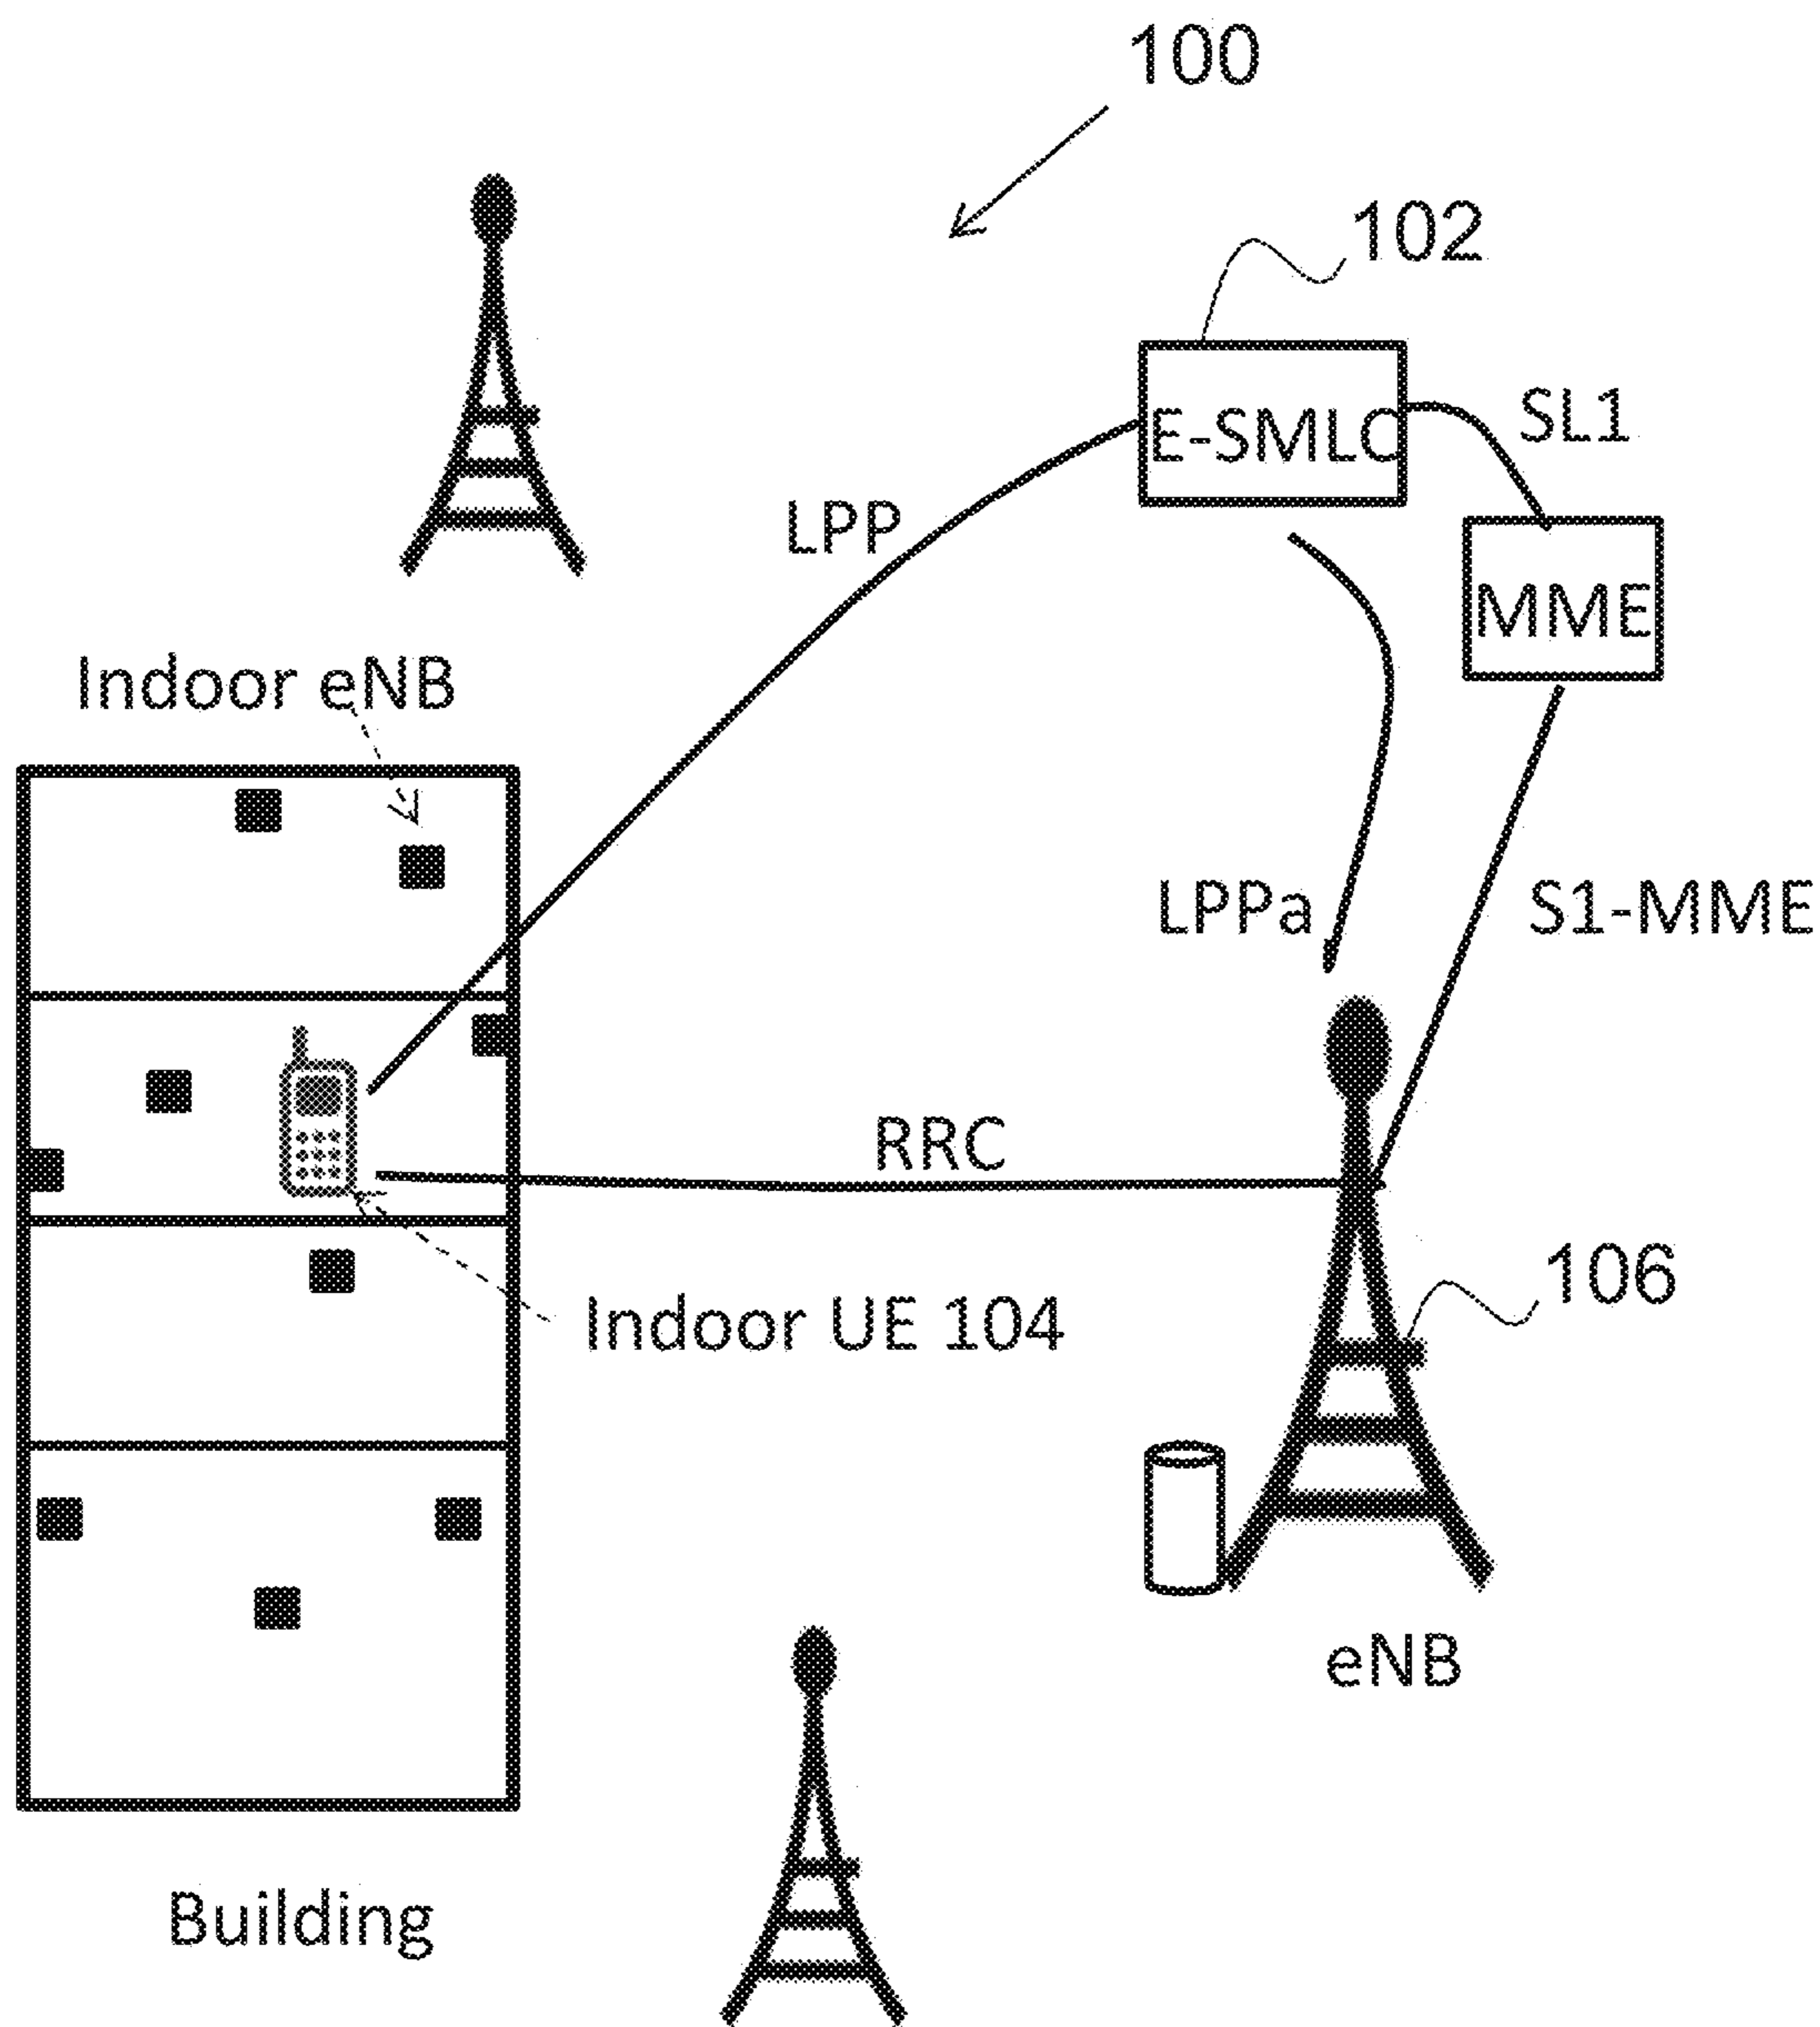 100
102
E-SMLC
SL1
LPP
MME
Indoor eNB
LPPa
S1-MME
RRC
106
Indoor UE 104
eNB
Building